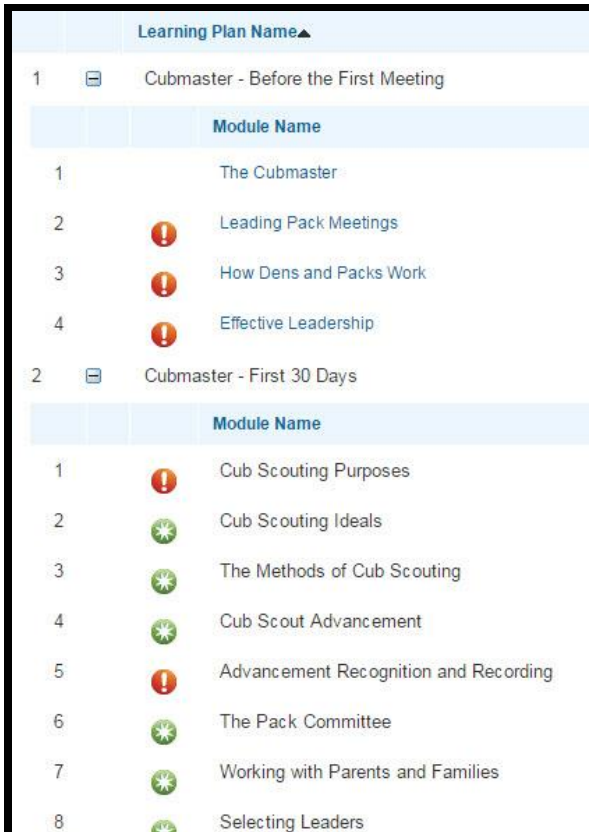 Learning Plan Name
1 Cubmaster - Before the First Meeting
Module Name
1 The Cubmaster
2 Leading Pack Meetings
3 How Dens and Packs Work
4 Effective Leadership
2 Cubmaster - First 30 Days
Module Name
1 Cub Scouting Purposes
2 Cub Scouting Ideals
3 The Methods of Cub Scouting
4 Cub Scout Advancement
5 Advancement Recognition and Recording
6 The Pack Committee
7 Working with Parents and Families
8 Selecting Leaders